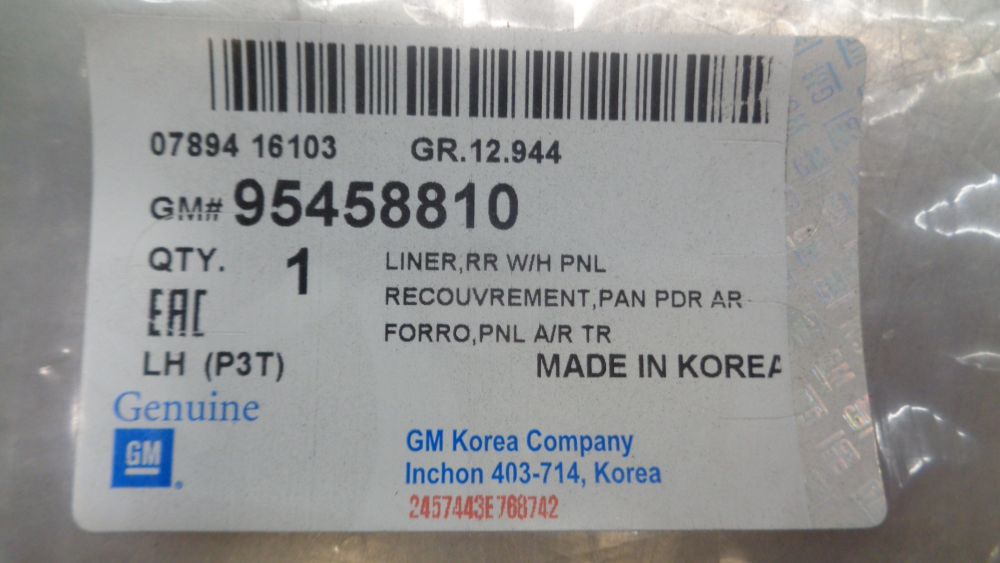 07894 16103 GR.12.944
GM# 95458810
QTY. 1 LINER,RR W/H PNL
EAC RECOUVREMENT,PAN PDR AR
FORRO,PNL A/R TR
LH (P3T) MADE IN KOREA
Genuine
GM GM Korea Company
Inchon 403-714, Korea
2457443E768742